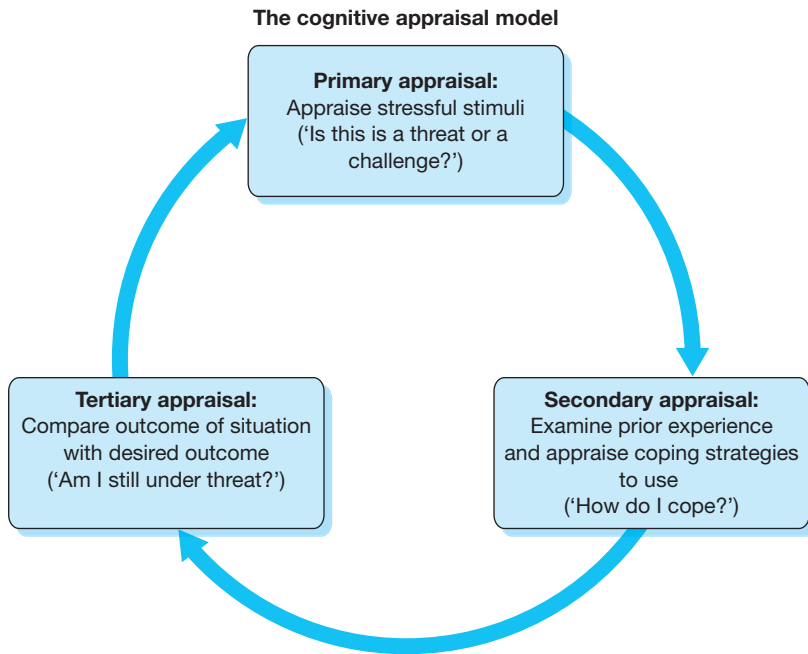 The cognitive appraisal model
Primary appraisal:
Appraise stressful stimuli
(‘Is this is a threat or a
challenge?’)
Tertiary appraisal:
Compare outcome of situation
with desired outcome
(‘Am I still under threat?’)
Secondary appraisal:
Examine prior experience
and appraise coping strategies
to use
(‘How do I cope?’)